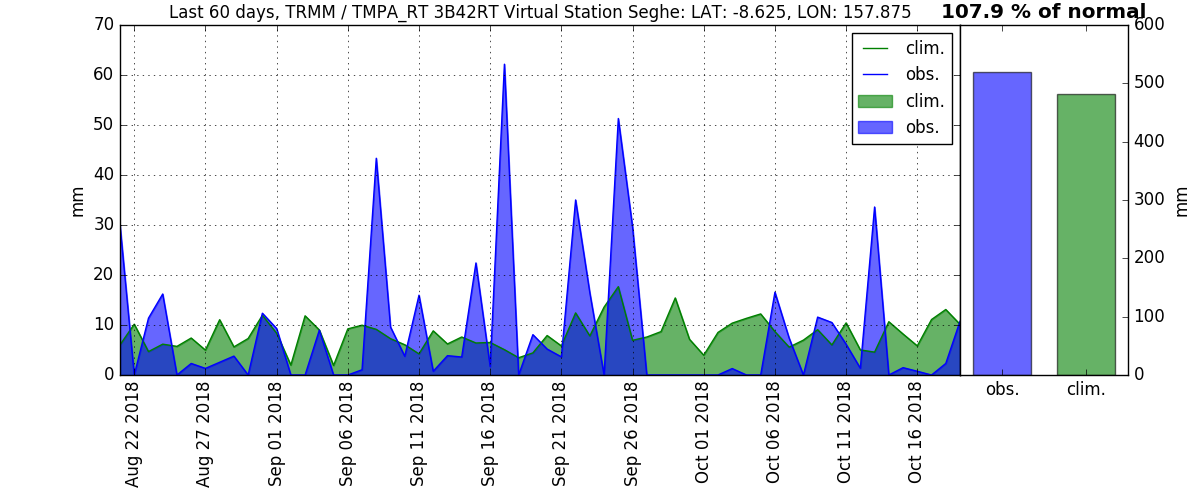 Last 60 days, TRMM / TMPA_RT 3B42RT Virtual Station Seghe: LAT: -8.625, LON: 157.875
107.9 % of normal
70
60
50
40
30
20
10
0
mm
clim.
obs.
clim.
obs.
Aug 22 2018
Aug 27 2018
Sep 01 2018
Sep 06 2018
Sep 11 2018
Sep 16 2018
Sep 21 2018
Sep 26 2018
Oct 01 2018
Oct 06 2018
Oct 11 2018
Oct 16 2018
600
500
400
300
200
100
0
mm
obs.
clim.